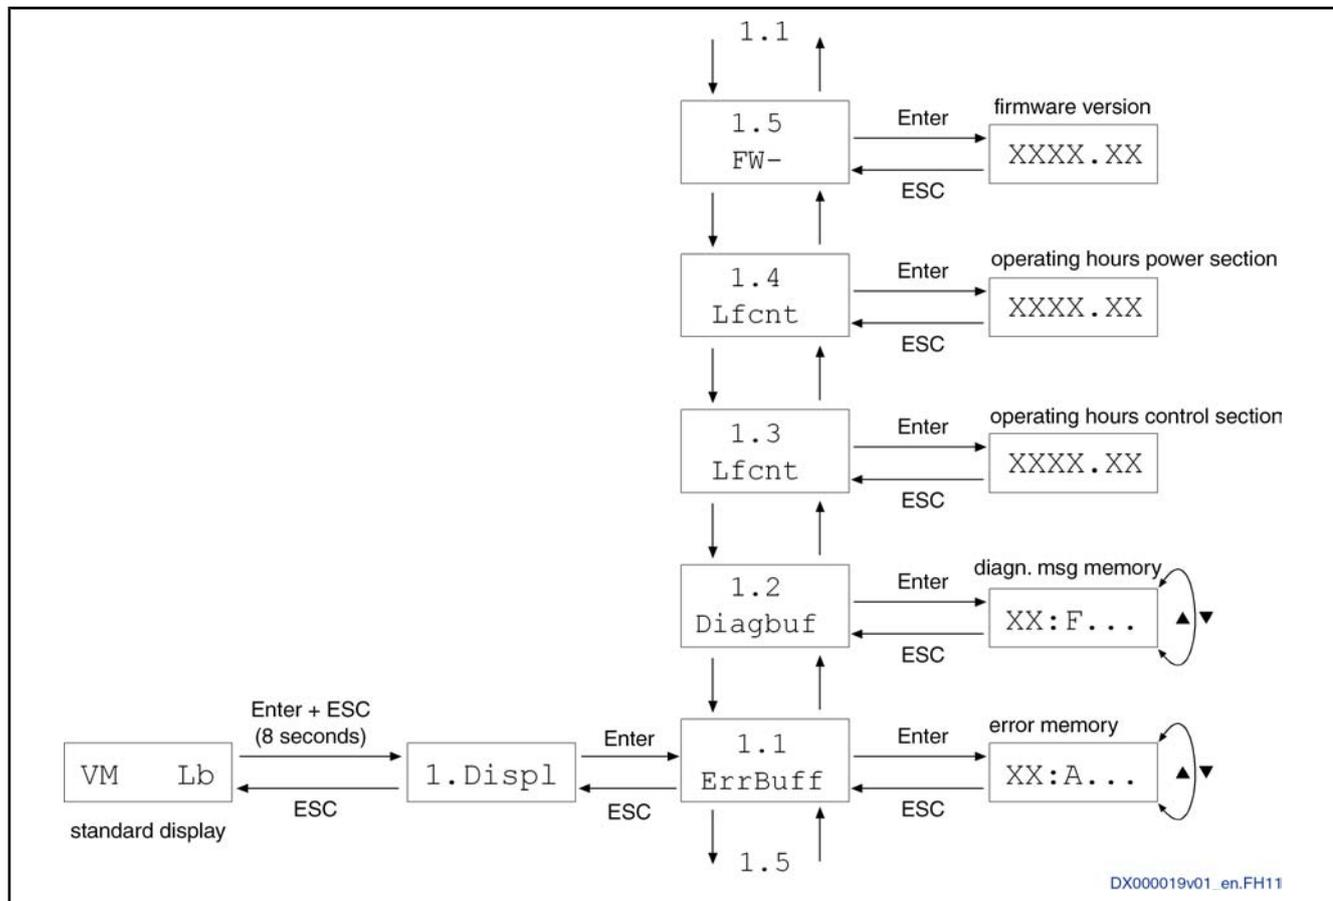 1.1
1.5
FW-
Enter
ESC
firmware version
XXXX.XX
1.4
Lfcnt
Enter
ESC
operating hours power section
XXXX.XX
1.3
Lfcnt
Enter
ESC
operating hours control section
XXXX.XX
1.2
Diagbuf
Enter
ESC
diagn. msg memory
XX:F...
VM Lb
standard display
Enter + ESC
(8 seconds)
ESC
1.Displ
Enter
ESC
1.1
ErrBuff
Enter
ESC
error memory
XX:A...
1.5
DX000019v01_en.FH11